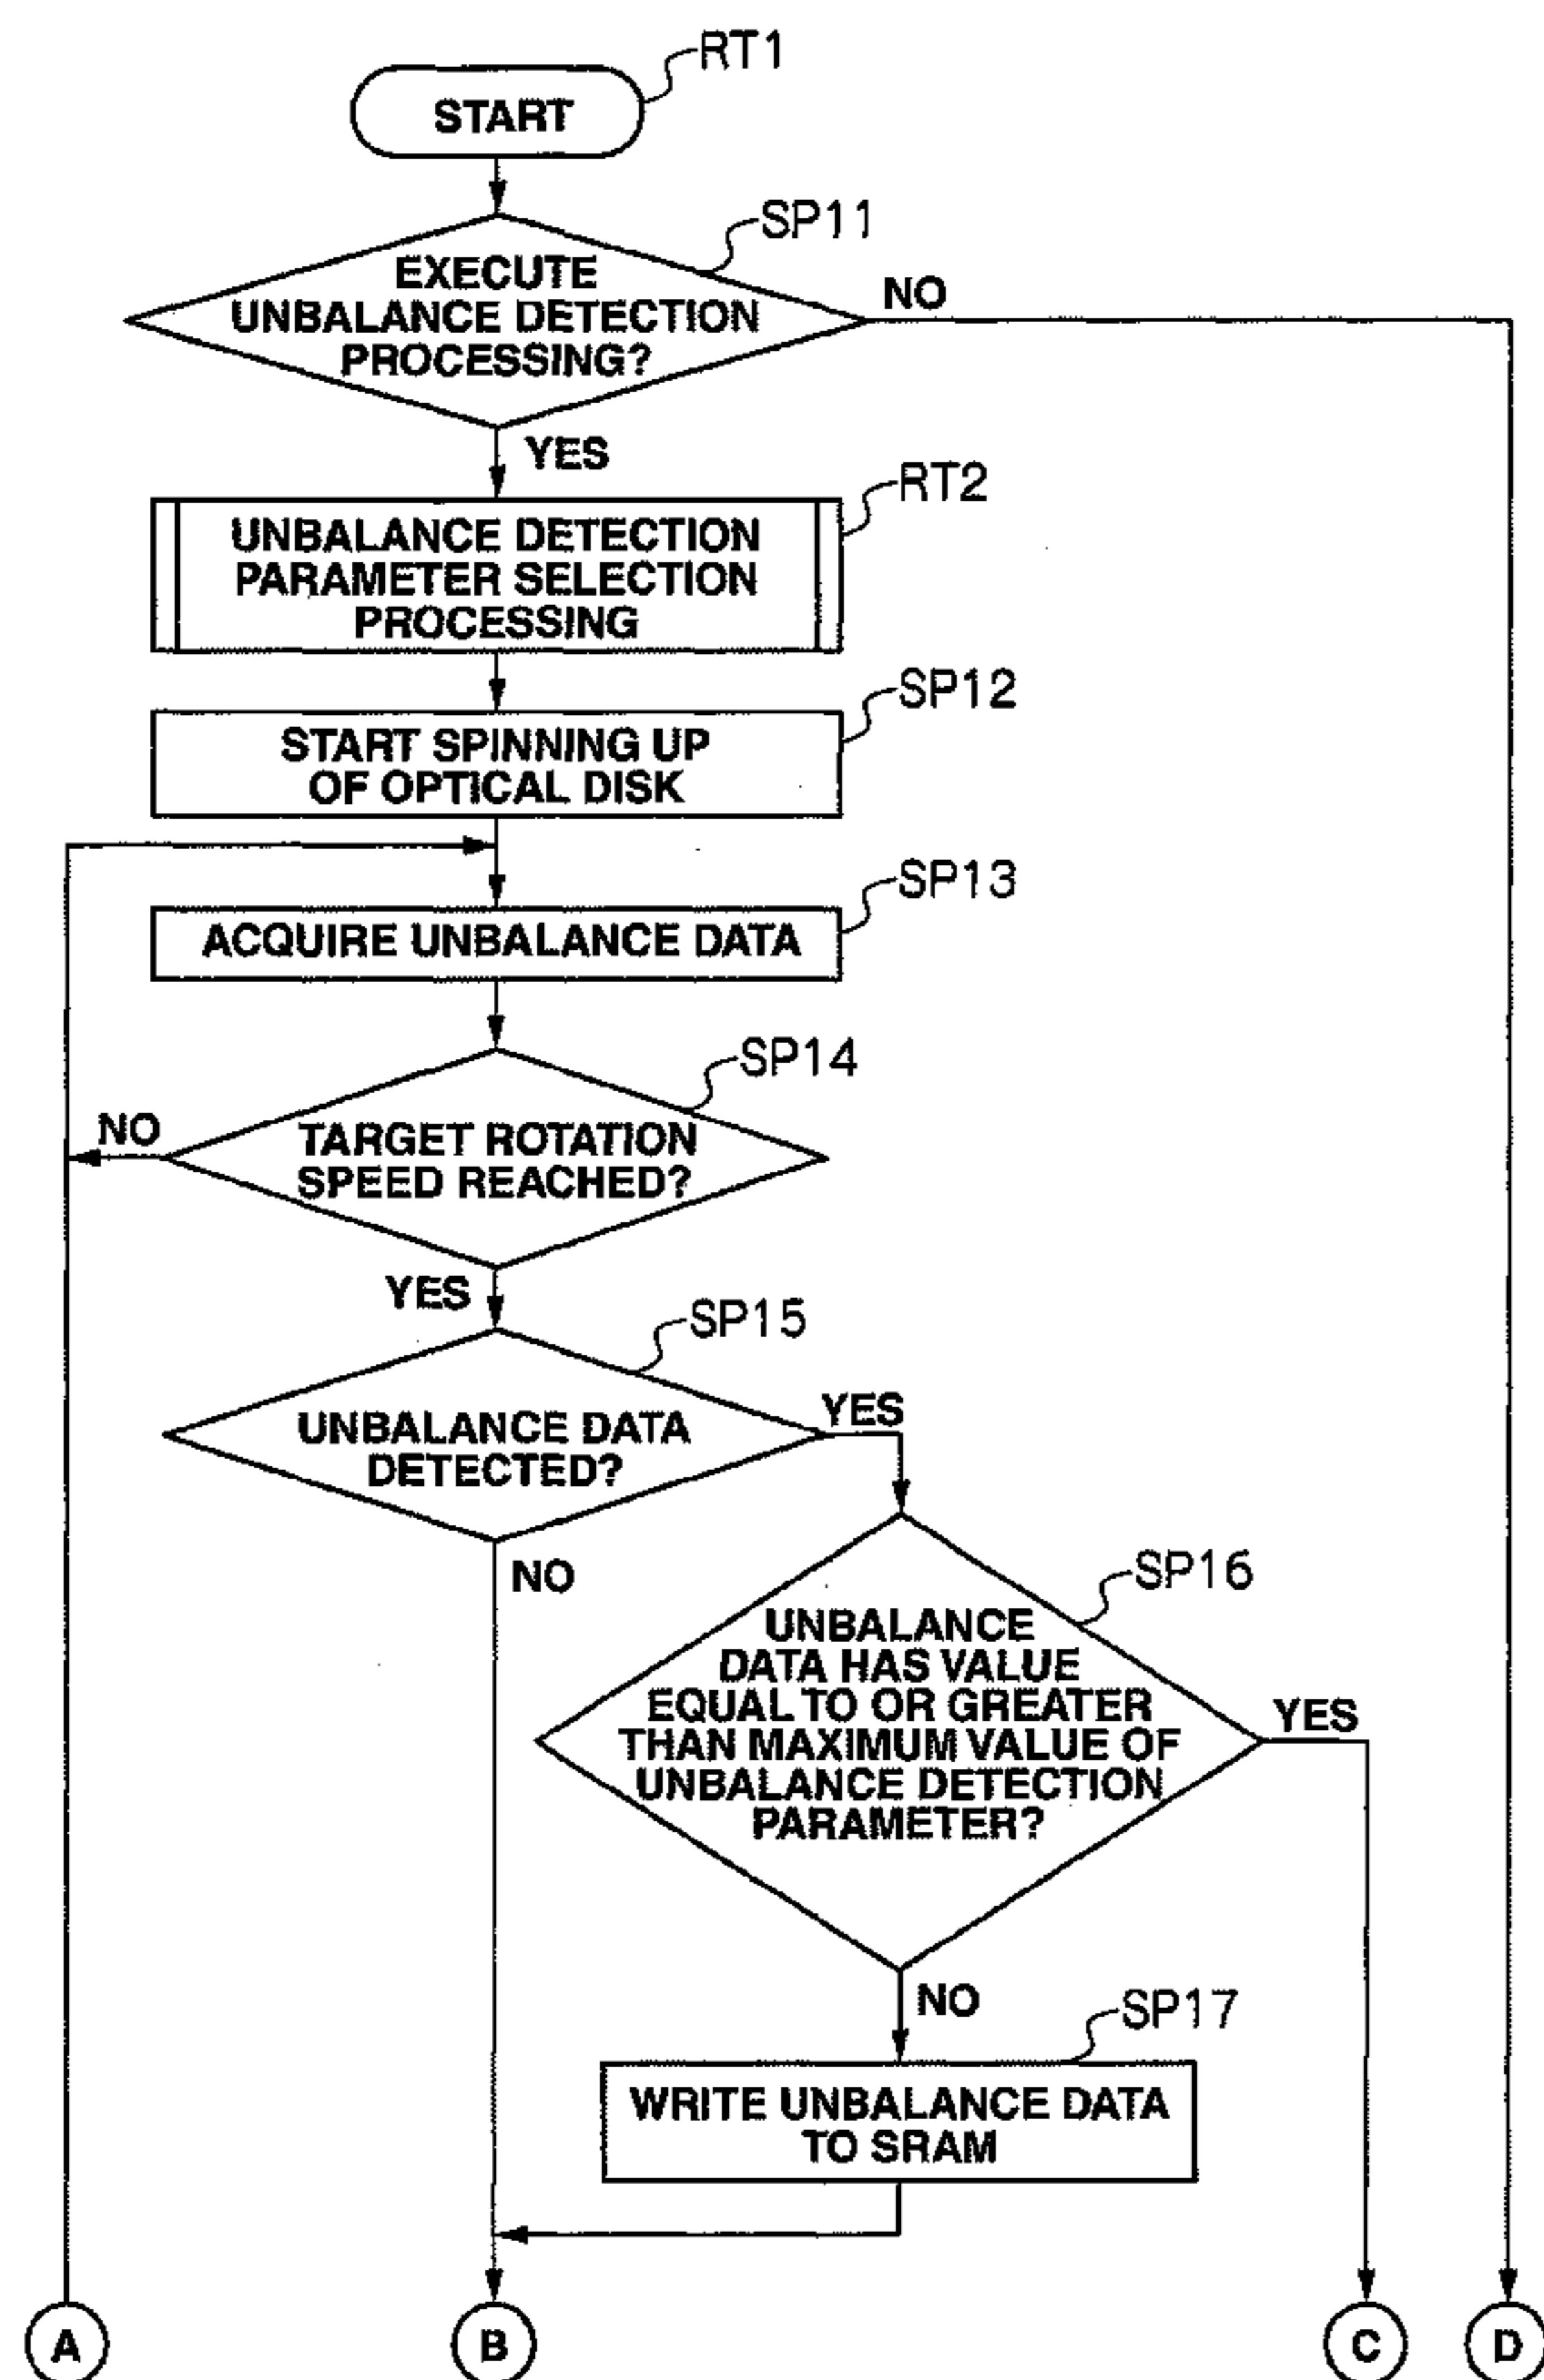 RT1
START
SP11
EXECUTE
UNBALANCE DETECTION
PROCESSING?
NO
YES
RT2
UNBALANCE DETECTION
PARAMETER SELECTION
PROCESSING
SP12
START SPINNING UP
OF OPTICAL DISK
SP13
ACQUIRE UNBALANCE DATA
SP14
NO
TARGET ROTATION
SPEED REACHED?
YES
SP15
YES
UNBALANCE DATA
DETECTED?
NO
SP16
UNBALANCE
DATA HAS VALUE
EQUAL TO OR GREATER
THAN MAXIMUM VALUE OF
UNBALANCE DETECTION
PARAMETER?
YES
NO
SP17
WRITE UNBALANCE DATA
TO SRAM
A
B
C
D